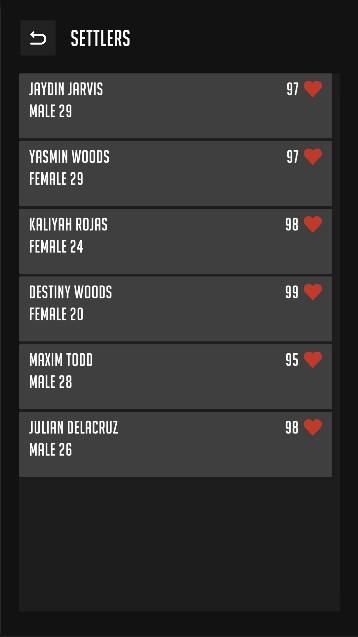 SETTLERS
JAYDIN JARVIS 97
MALE 29
YASMIN WOODS 97
FEMALE 29
KALIYAH ROJAS 98
FEMALE 24
DESTINY WOODS 99
FEMALE 20
MAXIM TODD 95
MALE 28
JULIAN DELACRUZ 98
MALE 26